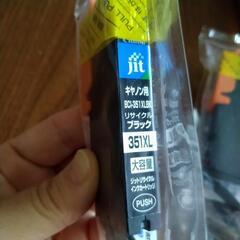 jit
キヤノン用
BCI-351XLBK
リサイクル
ブラック
351XL
大容量
ジットリサイクル
インクカートリッジ
PUSH